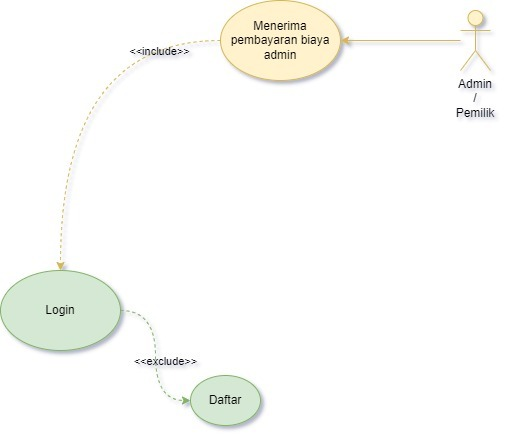 Menerima
pembayaran biaya
admin
<<include>>
Admin
/
Pemilik
Login
<<exclude>>
Daftar